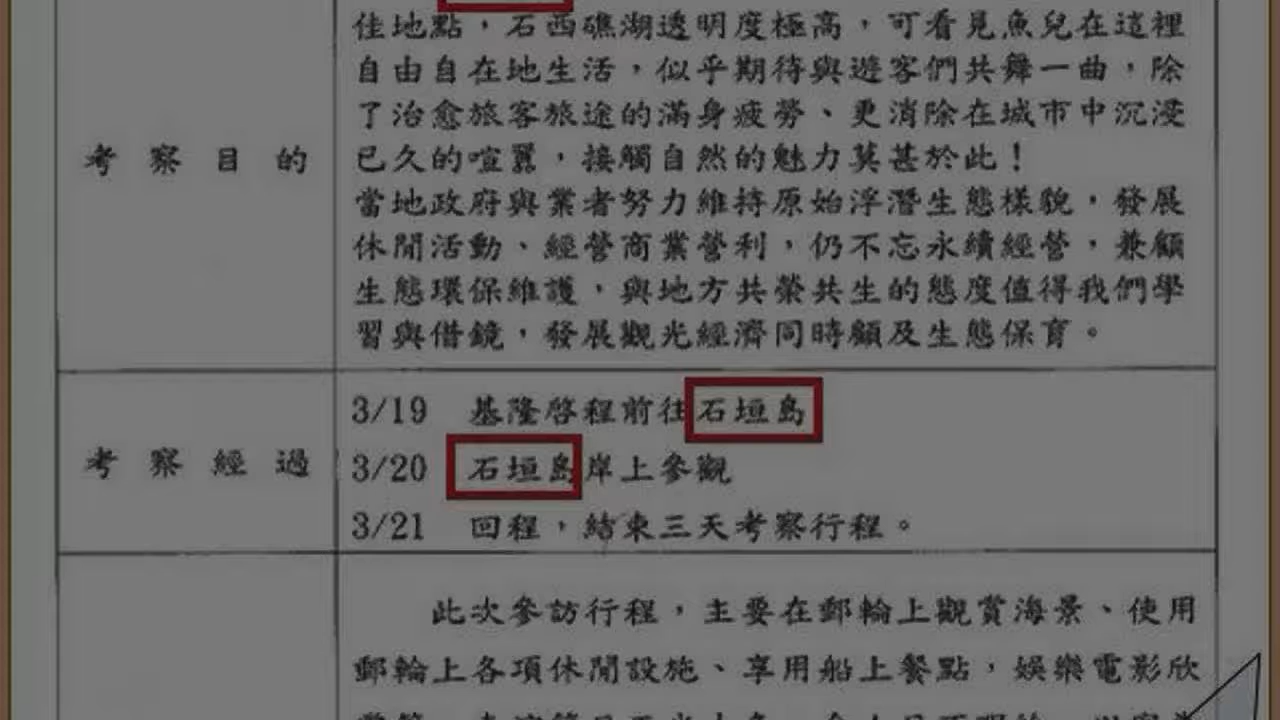 佳地點，石西礁湖透明度極高，可看見魚兒在這裡
自由自在地生活，似乎期待與遊客們共舞一曲，除
了治愈旅客旅途的滿身疲勞、更消除在城市中沉浸
已久的喧囂，接觸自然的魅力莫甚於此！
考察目的
當地政府與業者努力維持原始浮潛生態樣貌，發展
休閒活動、經營商業營利，仍不忘永續經營，兼顧
生態環保維護，與地方共榮共生的態度值得我們學
習與借鏡，發展觀光經濟同時顧及生態保育。
考察經過
3/19 基隆啓程前往石垣島
3/20 石垣島岸上參觀
3/21 回程，結束三天考察行程。
此次參訪行程，主要在郵輪上觀賞海景、使用
郵輪上各項休閒設施、享用船上餐點，娛樂電影欣